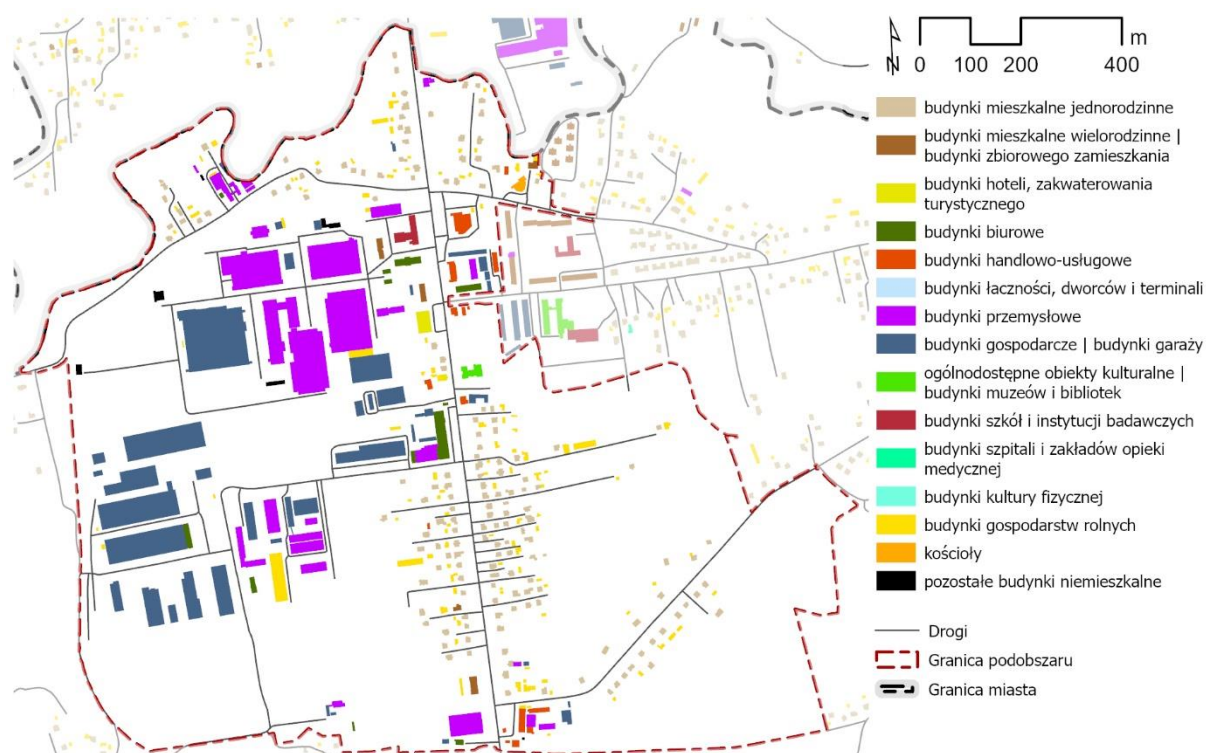 N
m
0 100 200 400
budynki mieszkalne jednorodzinne
budynki mieszkalne wielorodzinne |
budynki zbiorowego zamieszkania
budynki hoteli, zakwaterowania
turystycznego
budynki biurowe
budynki handlowo-usługowe
budynki łaczności, dworców i terminali
budynki przemysłowe
budynki gospodarcze | budynki garaży
ogólnodostępne obiekty kulturalne |
budynki muzeów i bibliotek
budynki szkół i instytucji badawczych
budynki szpitali i zakładów opieki
medycznej
budynki kultury fizycznej
budynki gospodarstw rolnych
kościoły
pozostałe budynki niemieszkalne
Drogi
Granica podobszaru
Granica miasta